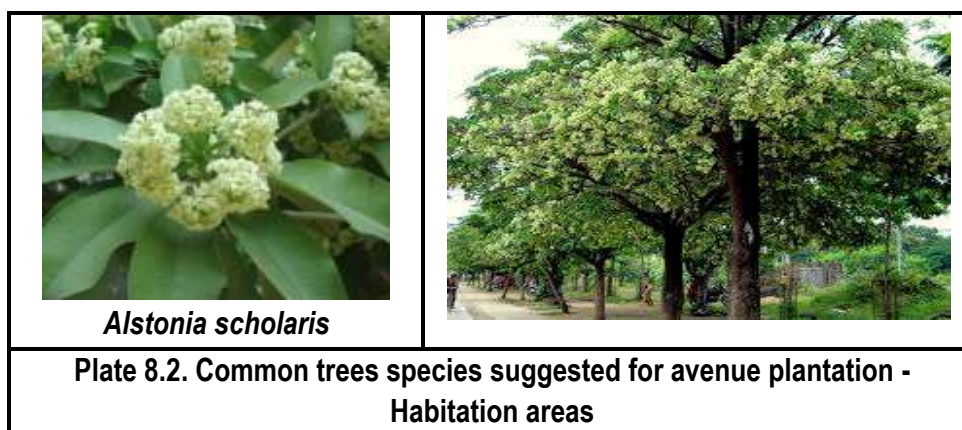 Alstonia scholaris
Plate 8.2. Common trees species suggested for avenue plantation -
Habitation areas